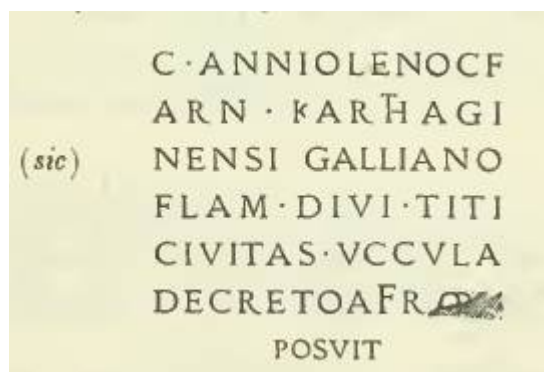 C·ANNIOLENOCF
ARN · KARTHAGI
(sic) NENSI GALLIANO
FLAM·DIVI·TITI
CIVITAS·VCCVLA
DECRETOAFR
POSVIT